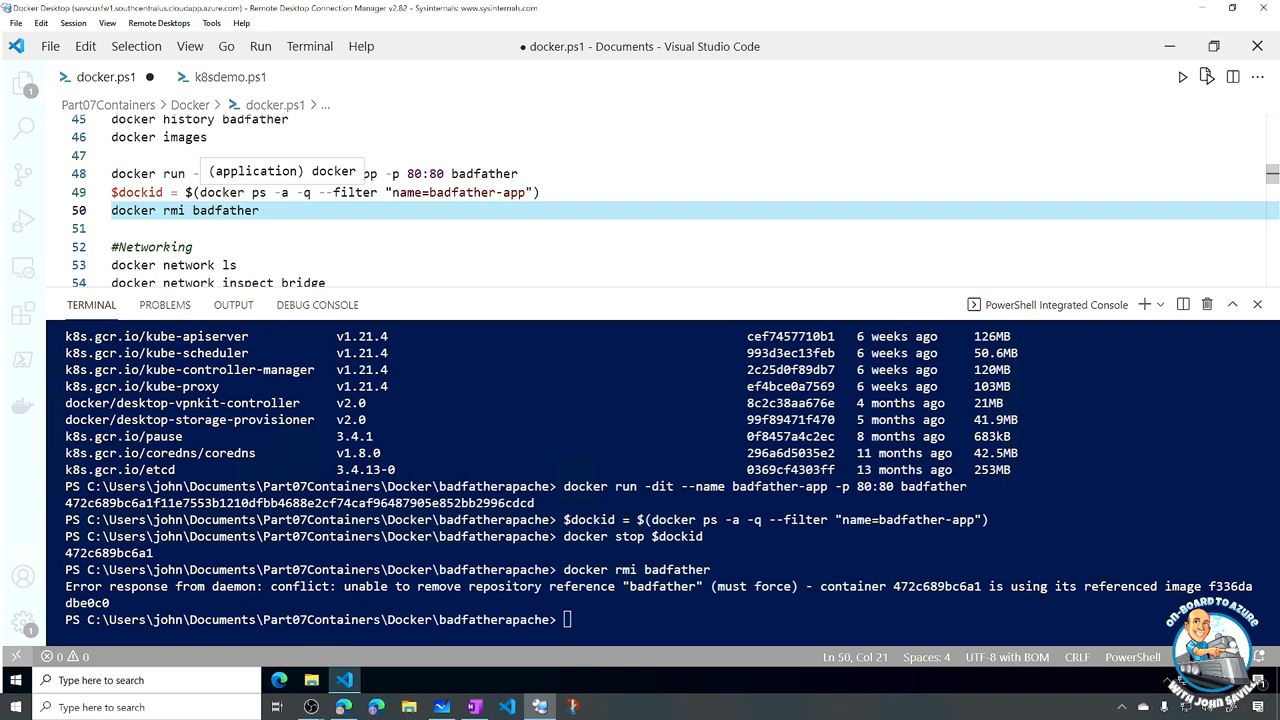 Docker Desktop (savscusfw1.southcentralus.cloudapp.azure.com) - Remote Desktop Connection Manager v2.82 - Sysinternals: www.sysinternals.com
File Edit Session View Remote Desktops Tools Help
File Edit Selection View Go Run Terminal Help
● docker.ps1 - Documents - Visual Studio Code
docker.ps1 ● k8sdemo.ps1
Part07Containers > Docker > docker.ps1 > ...
45 docker history badfather
46 docker images
47
(application) docker
48 docker run - pp -p 80:80 badfather
49 $dockid = $(docker ps -a -q --filter "name=badfather-app")
50 docker rmi badfather
51
52 #Networking
53 docker network ls
54 docker network inspect bridge
TERMINAL PROBLEMS OUTPUT DEBUG CONSOLE PowerShell Integrated Console
k8s.gcr.io/kube-apiserver v1.21.4 cef7457710b1 6 weeks ago 126MB
k8s.gcr.io/kube-scheduler v1.21.4 993d3ec13feb 6 weeks ago 50.6MB
k8s.gcr.io/kube-controller-manager v1.21.4 2c25d0f89db7 6 weeks ago 120MB
k8s.gcr.io/kube-proxy v1.21.4 ef4bce0a7569 6 weeks ago 103MB
docker/desktop-vpnkit-controller v2.0 8c2c38aa676e 4 months ago 21MB
docker/desktop-storage-provisioner v2.0 99f89471f470 5 months ago 41.9MB
k8s.gcr.io/pause 3.4.1 0f8457a4c2ec 8 months ago 683kB
k8s.gcr.io/coredns/coredns v1.8.0 296a6d5035e2 11 months ago 42.5MB
k8s.gcr.io/etcd 3.4.13-0 0369cf4303ff 13 months ago 253MB
PS C:\Users\john\Documents\Part07Containers\Docker\badfatherapache> docker run -dit --name badfather-app -p 80:80 badfather
472c689bc6a1f11e7553b1210dfbb4688e2cf74caf96487905e852bb2996cdcd
PS C:\Users\john\Documents\Part07Containers\Docker\badfatherapache> $dockid = $(docker ps -a -q --filter "name=badfather-app")
PS C:\Users\john\Documents\Part07Containers\Docker\badfatherapache> docker stop $dockid
472c689bc6a1
PS C:\Users\john\Documents\Part07Containers\Docker\badfatherapache> docker rmi badfather
Error response from daemon: conflict: unable to remove repository reference "badfather" (must force) - container 472c689bc6a1 is using its referenced image f336da
dbe0c0
PS C:\Users\john\Documents\Part07Containers\Docker\badfatherapache>
ON-BOARD TO AZURE
WITH JOHN SAVILL
0 0 Ln 50, Col 21 Spaces: 4 UTF-8 with BOM CRLF PowerShell
Type here to search
Type here to search